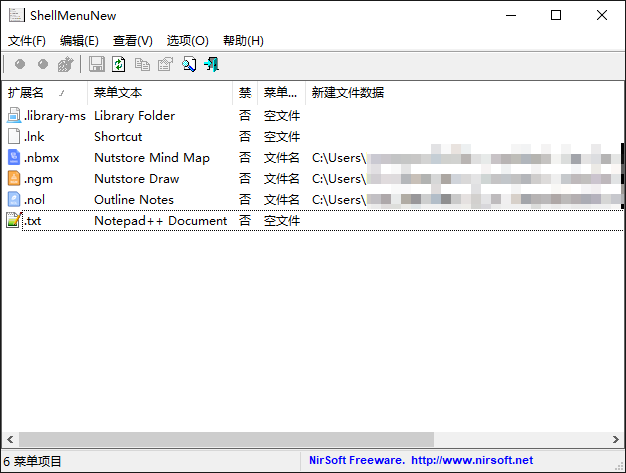 ShellMenuNew
文件(F) 编辑(E) 查看(V) 选项(O) 帮助(H)
扩展名 菜单文本 禁 菜单... 新建文件数据
.library-ms Library Folder 否 空文件
.lnk Shortcut 否 空文件
.nbmx Nutstore Mind Map 否 文件名 C:\Users\
.ngm Nutstore Draw 否 文件名 C:\Users\
.nol Outline Notes 否 文件名 C:\Users\
.txt Notepad++ Document 否 空文件
6 菜单项目 NirSoft Freeware. http://www.nirsoft.net